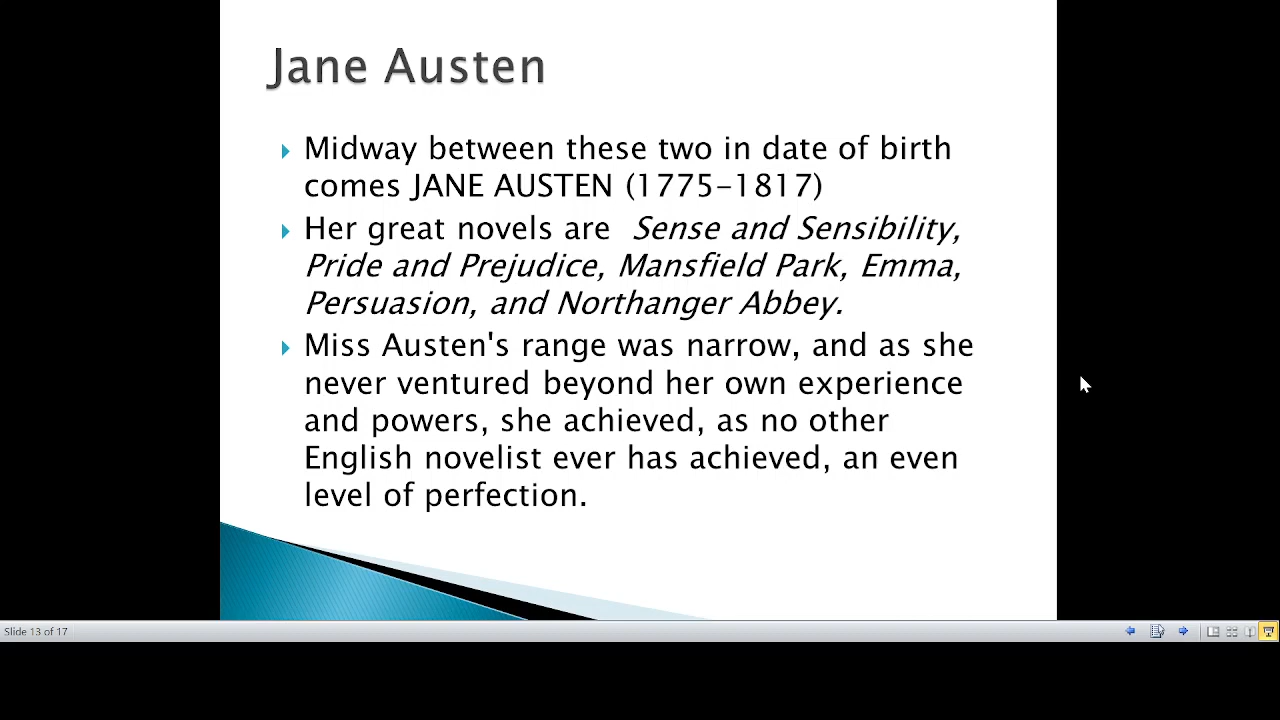 Jane Austen
Midway between these two in date of birth
comes JANE AUSTEN (1775-1817)
Her great novels are Sense and Sensibility,
Pride and Prejudice, Mansfield Park, Emma,
Persuasion, and Northanger Abbey.
Miss Austen's range was narrow, and as she
never ventured beyond her own experience
and powers, she achieved, as no other
English novelist ever has achieved, an even
level of perfection.
Slide 13 of 17